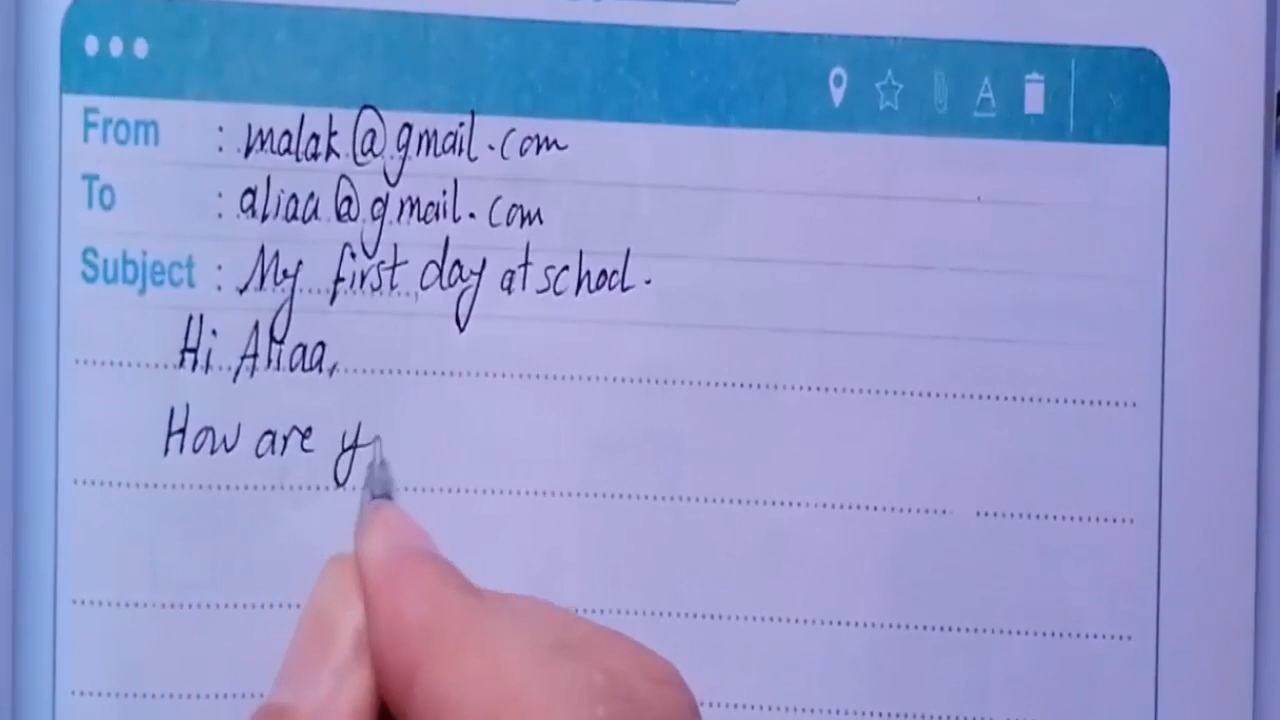 From : malak@gmail.com
To : aliaa@gmail.com
Subject : My first day at school.
Hi Aliaa,
How are y